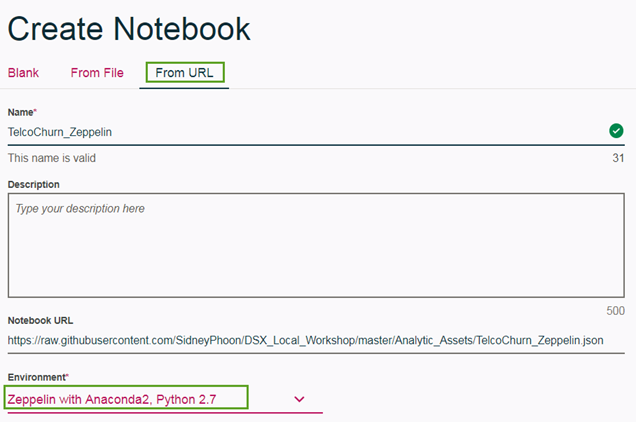 Create Notebook
Blank From File From URL
Name*
TelcoChurn_Zeppelin
This name is valid 31
Description
Type your description here
500
Notebook URL
https://raw.githubusercontent.com/SidneyPhoon/DSX_Local_Workshop/master/Analytic_Assets/TelcoChurn_Zeppelin.json
Environment*
Zeppelin with Anaconda2, Python 2.7